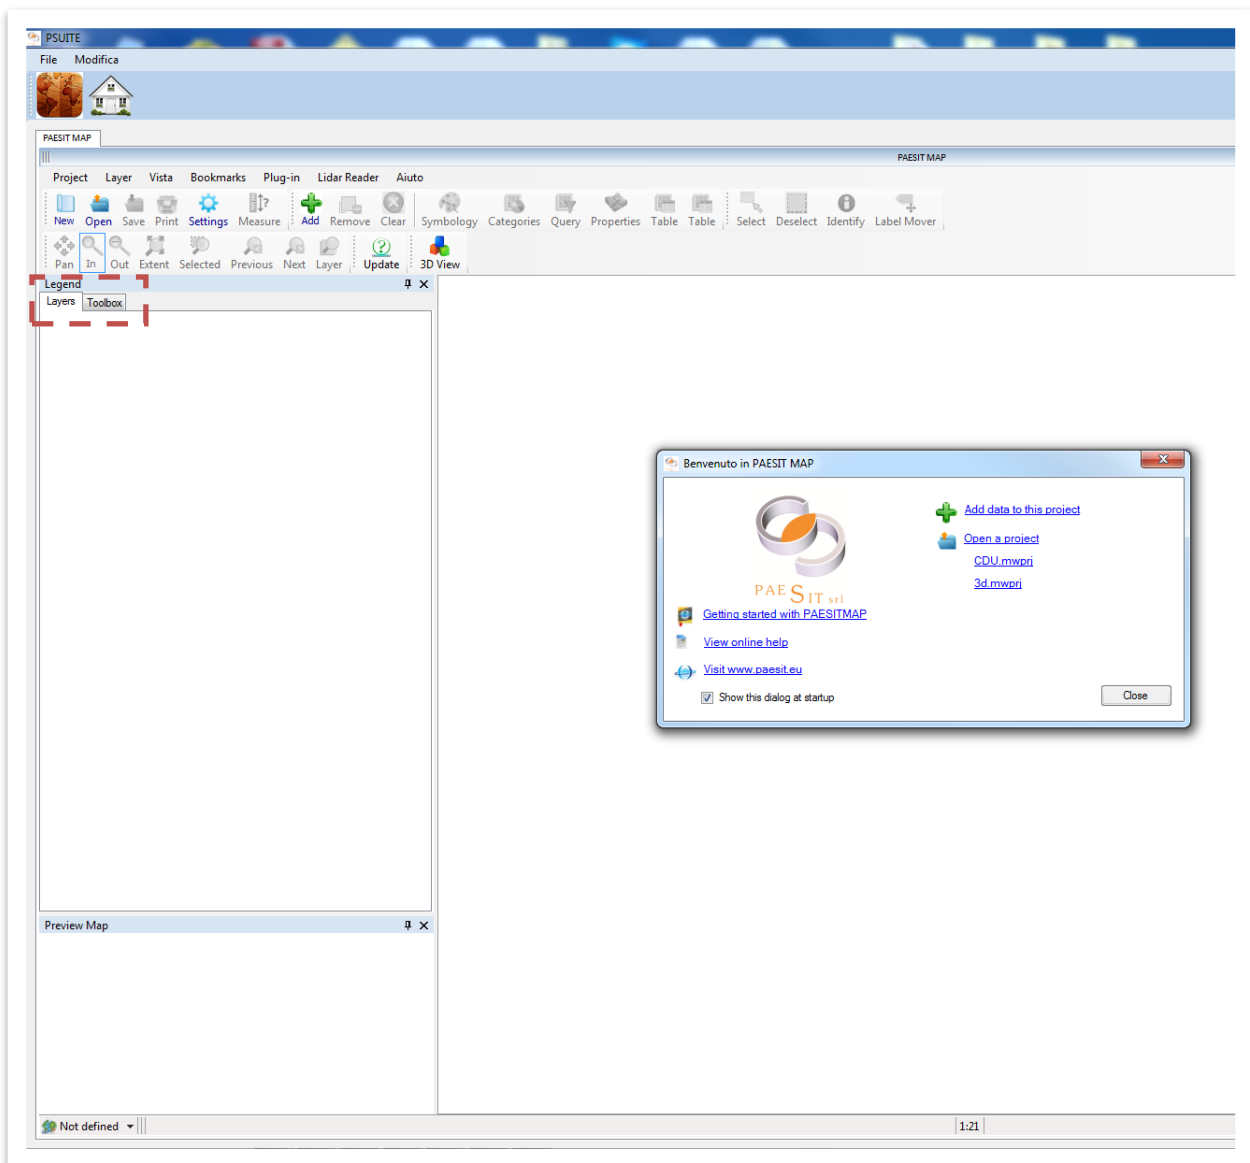 PSUITE
File Modifica
PAESIT MAP
PAESIT MAP
Project Layer Vista Bookmarks Plug-in Lidar Reader Aiuto
New Open Save Print Settings Measure Add Remove Clear Symbology Categories Query Properties Table Table Select Deselect Identify Label Mover
Pan In Out Extent Selected Previous Next Layer Update 3D View
Legend
Layers Toolbox
Benvenuto in PAESIT MAP
Add data to this project
Open a project
CDU.mwprj
3d.mwprj
PAESIT srl
Getting started with PAESITMAP
View online help
Visit www.paesit.eu
Show this dialog at startup
Close
Preview Map
Not defined
1:21